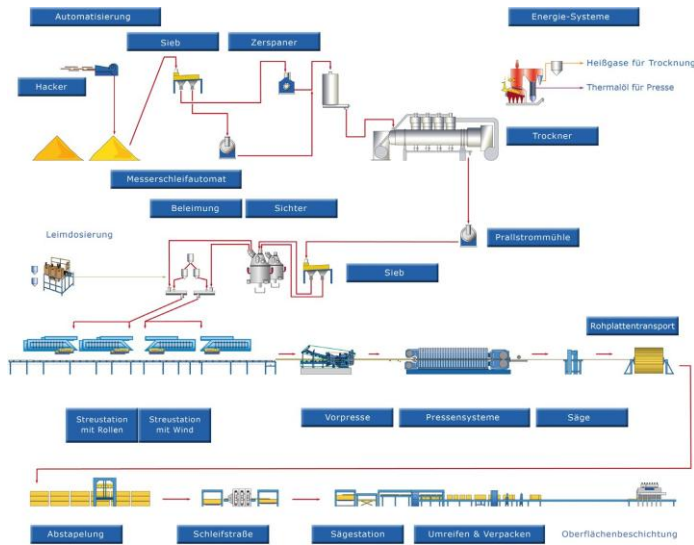 Automatisierung
Energie-Systeme
Sieb
Zerspaner
Heißgase für Trocknung
Hacker
Thermalöl für Presse
Trockner
Messerschleifautomat
Beleimung
Sichter
Leimdosierung
Prallstrommühle
Sieb
Rohplattentransport
Streustation
mit Rollen
Streustation
mit Wind
Vorpresse
Pressensysteme
Säge
Abstapelung
Schleifstraße
Sägestation
Umreifen & Verpacken
Oberflächenbeschichtung